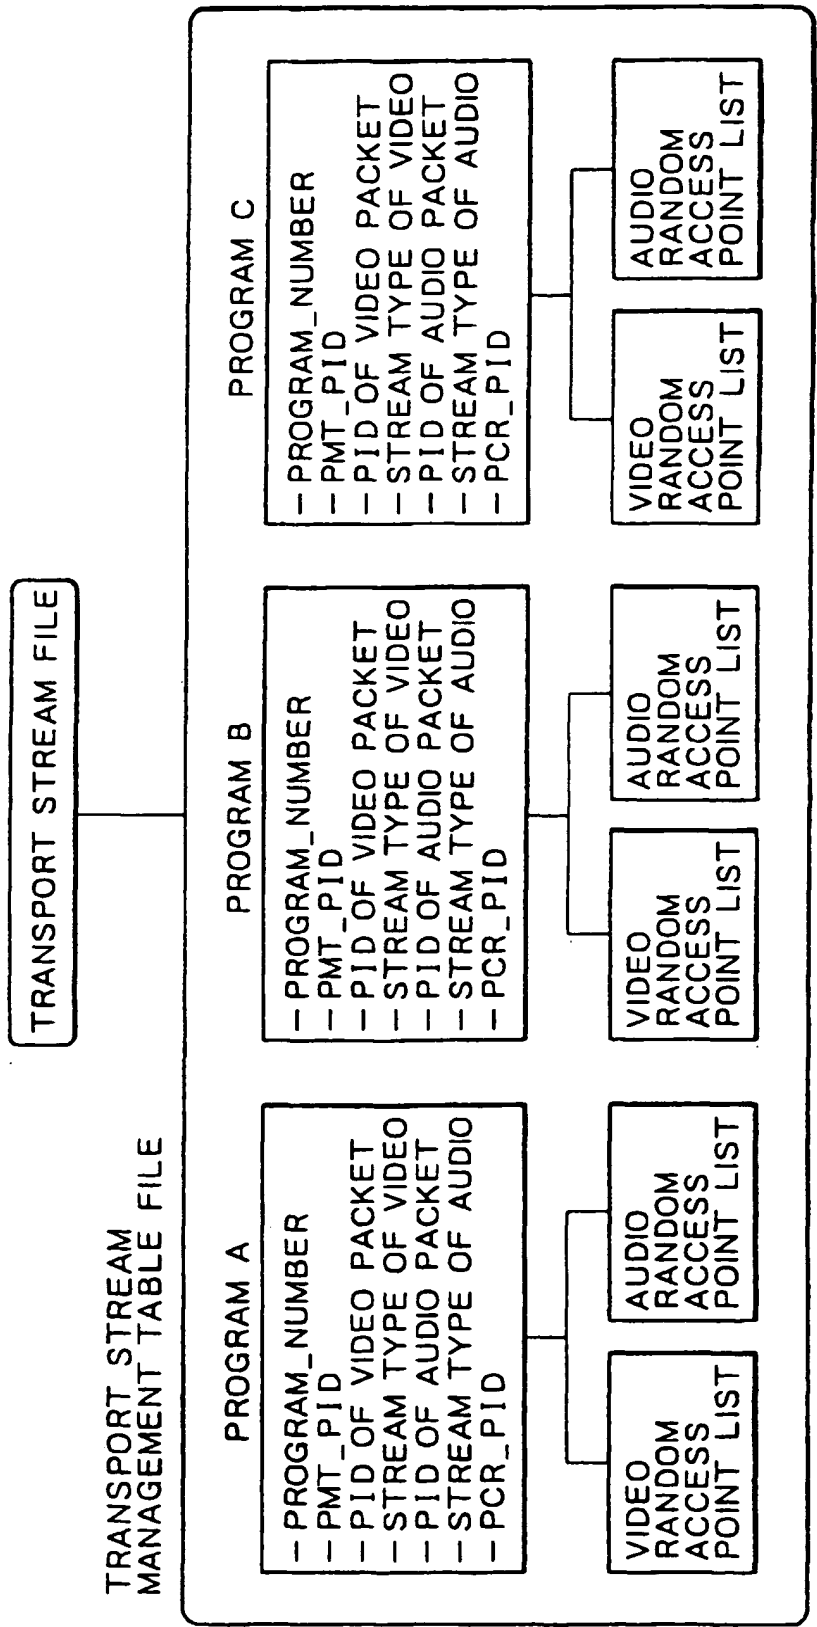 TRANSPORT STREAM FILE
TRANSPORT STREAM
MANAGEMENT TABLE FILE
PROGRAM A
– PROGRAM_NUMBER
– PMT_PID
– PID OF VIDEO PACKET
– STREAM TYPE OF VIDEO
– PID OF AUDIO PACKET
– STREAM TYPE OF AUDIO
– PCR_PID
VIDEO
RANDOM
ACCESS
POINT LIST
AUDIO
RANDOM
ACCESS
POINT LIST
PROGRAM B
– PROGRAM_NUMBER
– PMT_PID
– PID OF VIDEO PACKET
– STREAM TYPE OF VIDEO
– PID OF AUDIO PACKET
– STREAM TYPE OF AUDIO
– PCR_PID
VIDEO
RANDOM
ACCESS
POINT LIST
AUDIO
RANDOM
ACCESS
POINT LIST
PROGRAM C
– PROGRAM_NUMBER
– PMT_PID
– PID OF VIDEO PACKET
– STREAM TYPE OF VIDEO
– PID OF AUDIO PACKET
– STREAM TYPE OF AUDIO
– PCR_PID
VIDEO
RANDOM
ACCESS
POINT LIST
AUDIO
RANDOM
ACCESS
POINT LIST